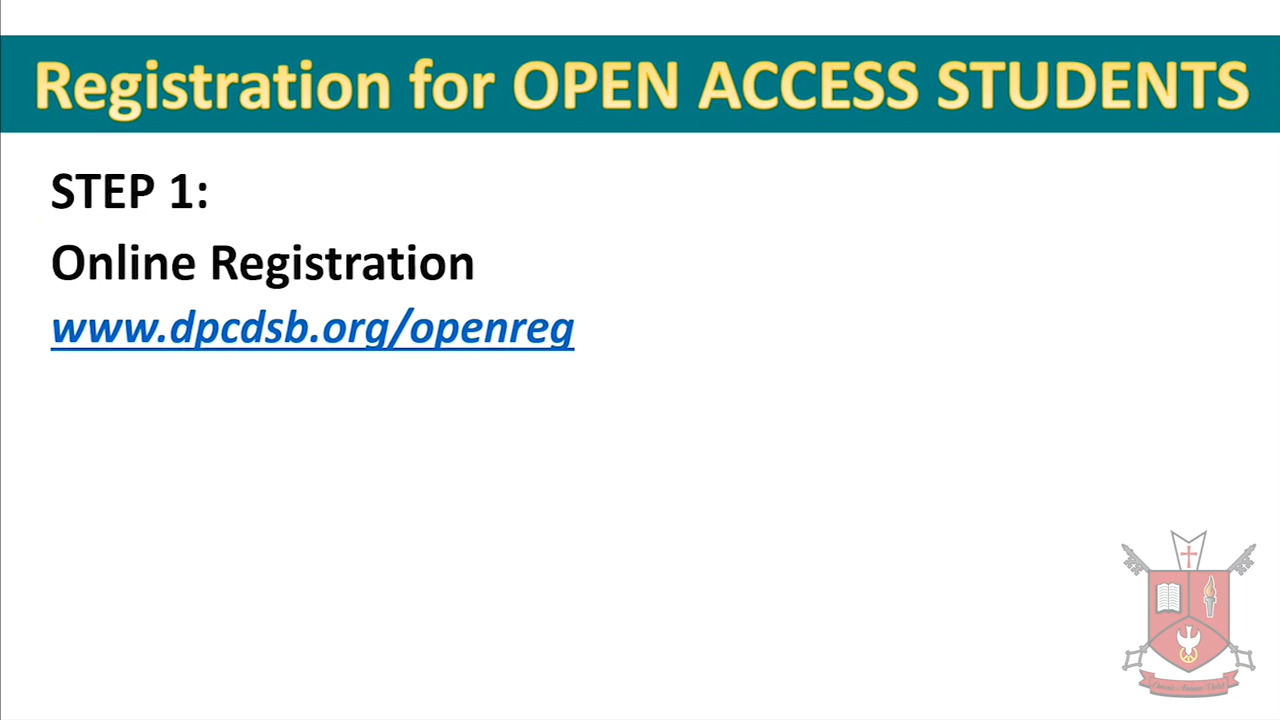 Registration for OPEN ACCESS STUDENTS
STEP 1:
Online Registration
www.dpcdsb.org/openreg